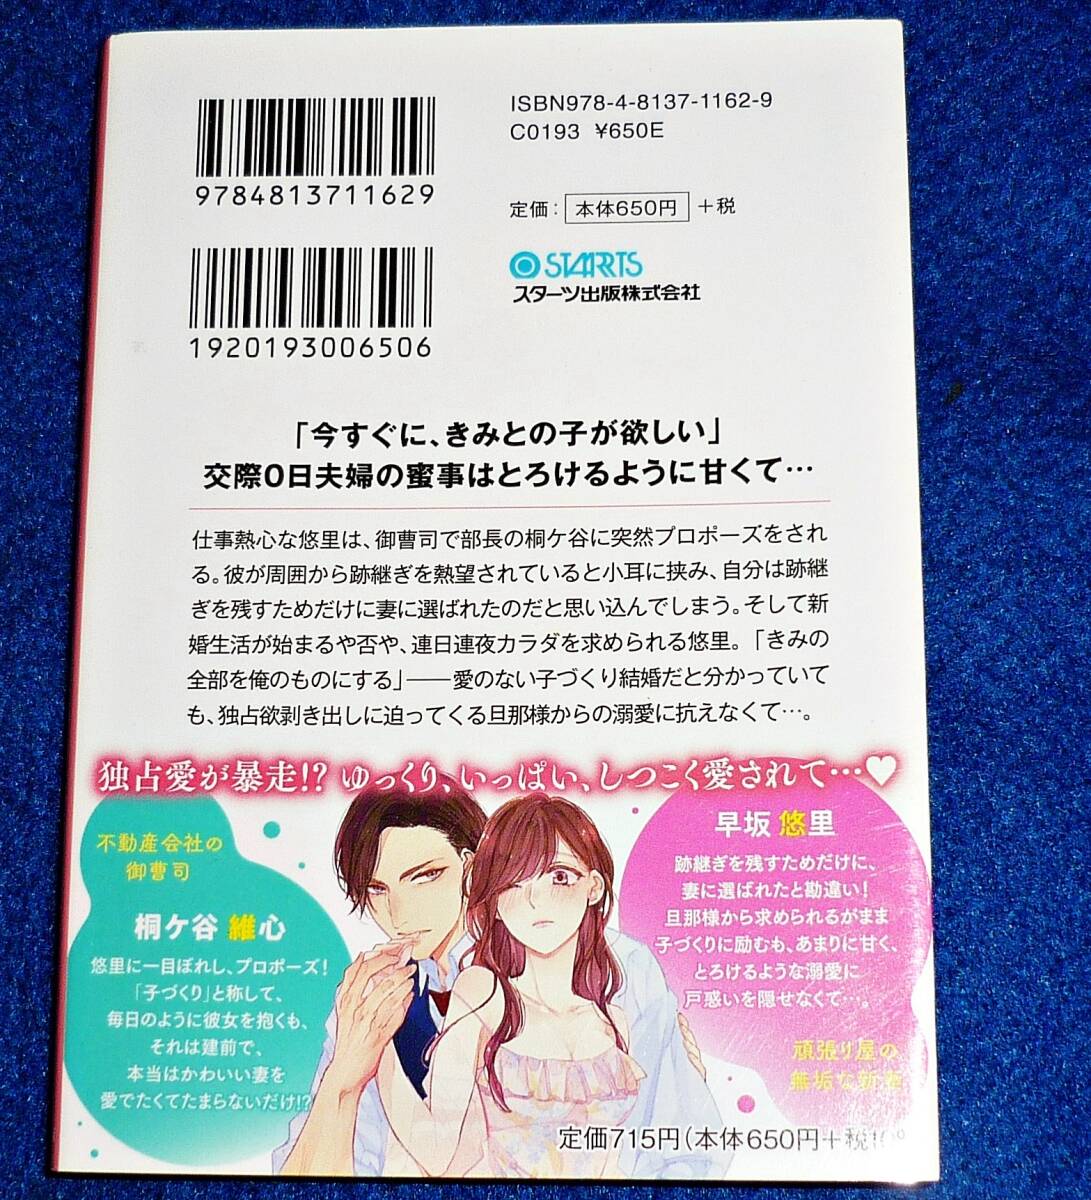 ISBN978-4-8137-1162-9
C0193 ¥650E
9784813711629
定価： 本体650円 +税
STARTS
スターツ出版株式会社
1920193006506
「今すぐに、きみとの子が欲しい」
交際0日夫婦の蜜事はとろけるように甘くて…
仕事熱心な悠里は、御曹司で部長の桐ケ谷に突然プロポーズをされ
る。彼が周囲から跡継ぎを熱望されていると小耳に挟み、自分は跡継
ぎを残すためだけに妻に選ばれたのだと思い込んでしまう。そして新
婚生活が始まるや否や、連日連夜カラダを求められる悠里。「きみの
全部を俺のものにする」――愛のない子づくり結婚だと分かっていて
も、独占欲剥き出しに迫ってくる旦那様からの溺愛に抗えなくて…。
独占愛が暴走!? ゆっくり、いっぱい、しつこく愛されて…♥
不動産会社の
御曹司
桐ケ谷 維心
悠里に一目ぼれし、プロポーズ！
「子づくり」と称して、
毎日のように彼女を抱くも、
それは建前で、
本当はかわいい妻を
愛でたくてたまらないだけ!?
早坂 悠里
跡継ぎを残すためだけに、
妻に選ばれたと勘違い！
旦那様から求められるがまま
子づくりに励むも、あまりに甘く、
とろけるような溺愛に
戸惑いを隠せなくて…。
頑張り屋の
無垢な新妻
定価715円（本体650円+税10%